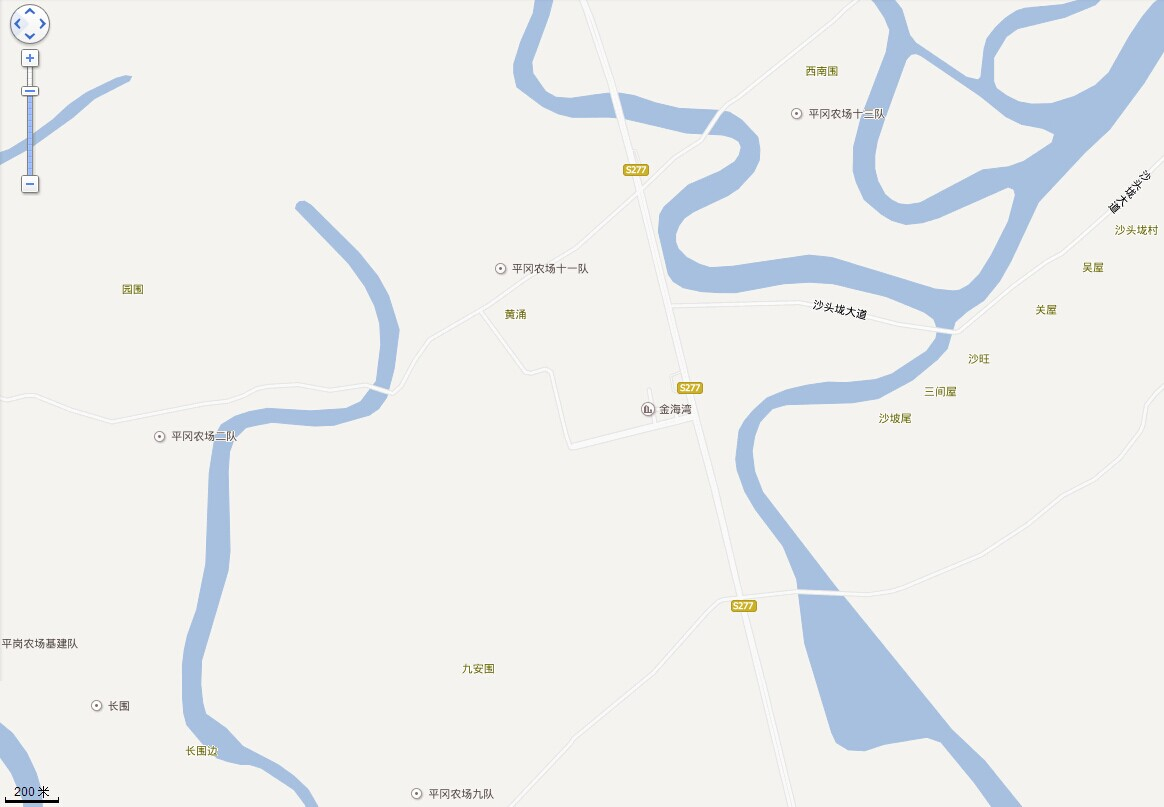 西南围
平冈农场十三队
S277
沙头垅大道
沙头垅村
平冈农场十一队
吴屋
园围
黄涌
沙头垅大道
关屋
沙旺
S277
三间屋
金海湾
沙坡尾
平冈农场二队
S277
平岗农场基建队
九安围
长围
长围边
200 米
平冈农场九队